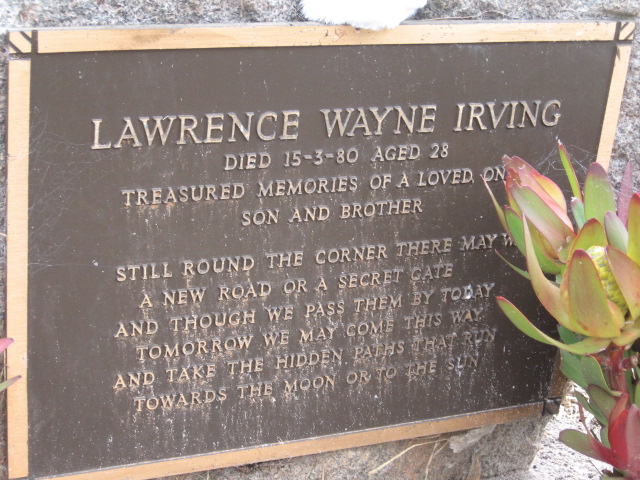 LAWRENCE WAYNE IRVING
DIED 15-3-80 AGED 28
TREASURED MEMORIES OF A LOVED ON
SON AND BROTHER
STILL ROUND THE CORNER THERE MAY W
A NEW ROAD OR A SECRET GATE
AND THOUGH WE PASS THEM BY TODAY
TOMORROW WE MAY COME THIS WAY
AND TAKE THE HIDDEN PATHS THAT RUN
TOWARDS THE MOON OR TO THE SUN